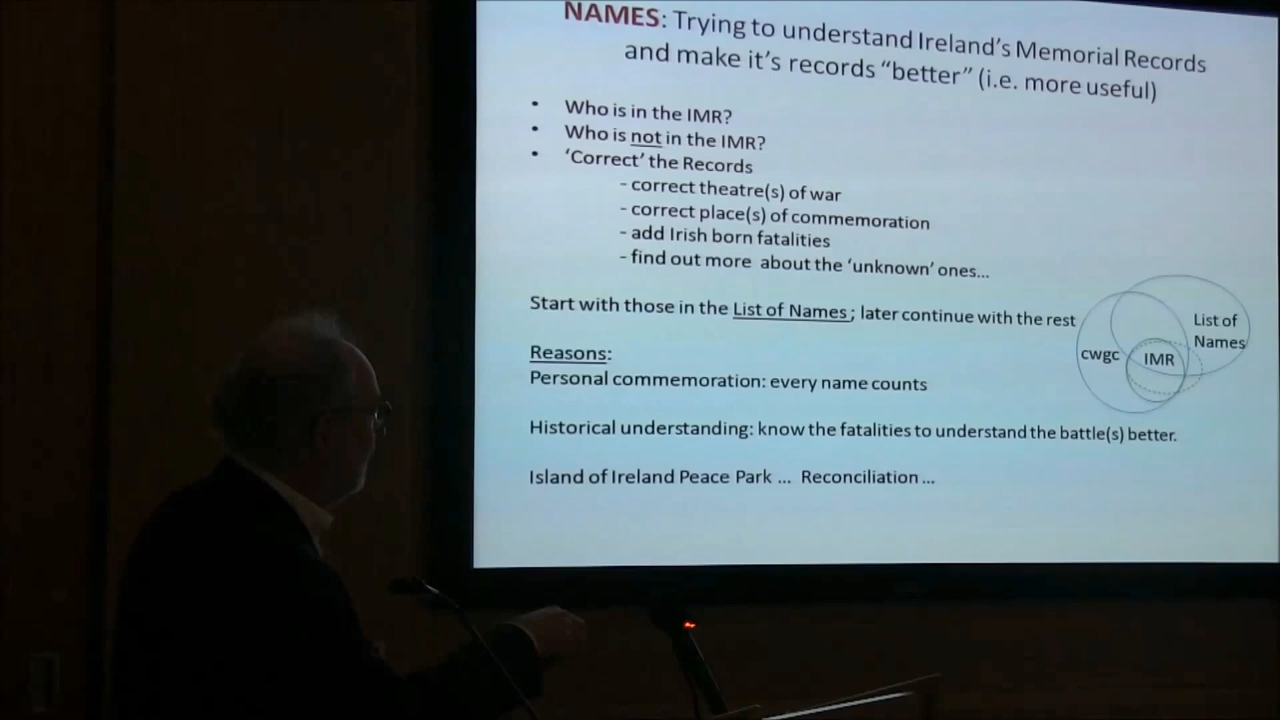 NAMES: Trying to understand Ireland's Memorial Records
and make it's records "better" (i.e. more useful)
• Who is in the IMR?
• Who is not in the IMR?
• 'Correct' the Records
- correct theatre(s) of war
- correct place(s) of commemoration
- add Irish born fatalities
- find out more about the 'unknown' ones...
Start with those in the List of Names ; later continue with the rest
Reasons:
Personal commemoration: every name counts
Historical understanding: know the fatalities to understand the battle(s) better.
Island of Ireland Peace Park ... Reconciliation ...
List of
Names
cwgc
IMR